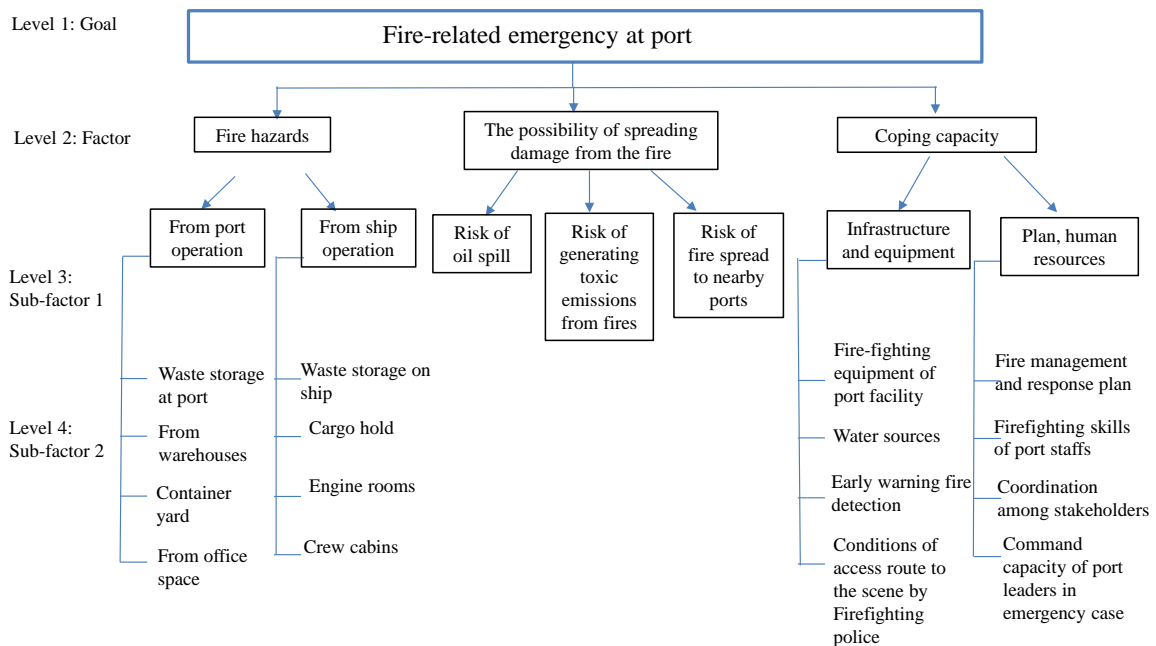 Level 1: Goal
Fire-related emergency at port
Level 2: Factor
Fire hazards
The possibility of spreading
damage from the fire
Coping capacity
Level 3:
Sub-factor 1
From port
operation
From ship
operation
Risk of
oil spill
Risk of
generating
toxic
emissions
from fires
Risk of
fire spread
to nearby
ports
Infrastructure
and equipment
Plan, human
resources
Level 4:
Sub-factor 2
Waste storage
at port
From
warehouses
Container
yard
From office
space
Waste storage on
ship
Cargo hold
Engine rooms
Crew cabins
Fire-fighting
equipment of
port facility
Water sources
Early warning fire
detection
Conditions of
access route to
the scene by
Firefighting
police
Fire management
and response plan
Firefighting skills
of port staffs
Coordination
among stakeholders
Command
capacity of port
leaders in
emergency case